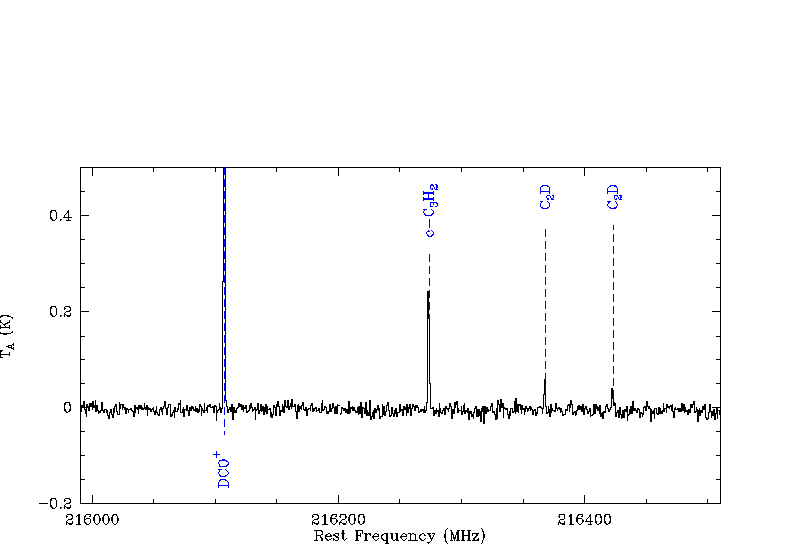 c-C₃H₂
C₂D
C₂D
DCO⁺
0.4
0.2
0
-0.2
T_A (K)
216000
216200
216400
Rest Frequency (MHz)